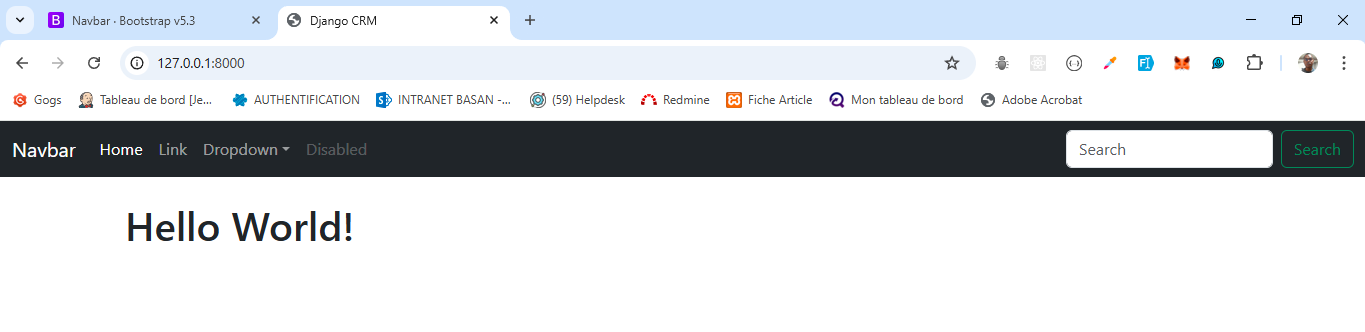 Navbar · Bootstrap v5.3
Django CRM
127.0.0.1:8000
Gogs
Tableau de bord [Je...
AUTHENTIFICATION
INTRANET BASAN -...
(59) Helpdesk
Redmine
Fiche Article
Mon tableau de bord
Adobe Acrobat
Navbar
Home
Link
Dropdown
Disabled
Search
Search
Hello World!